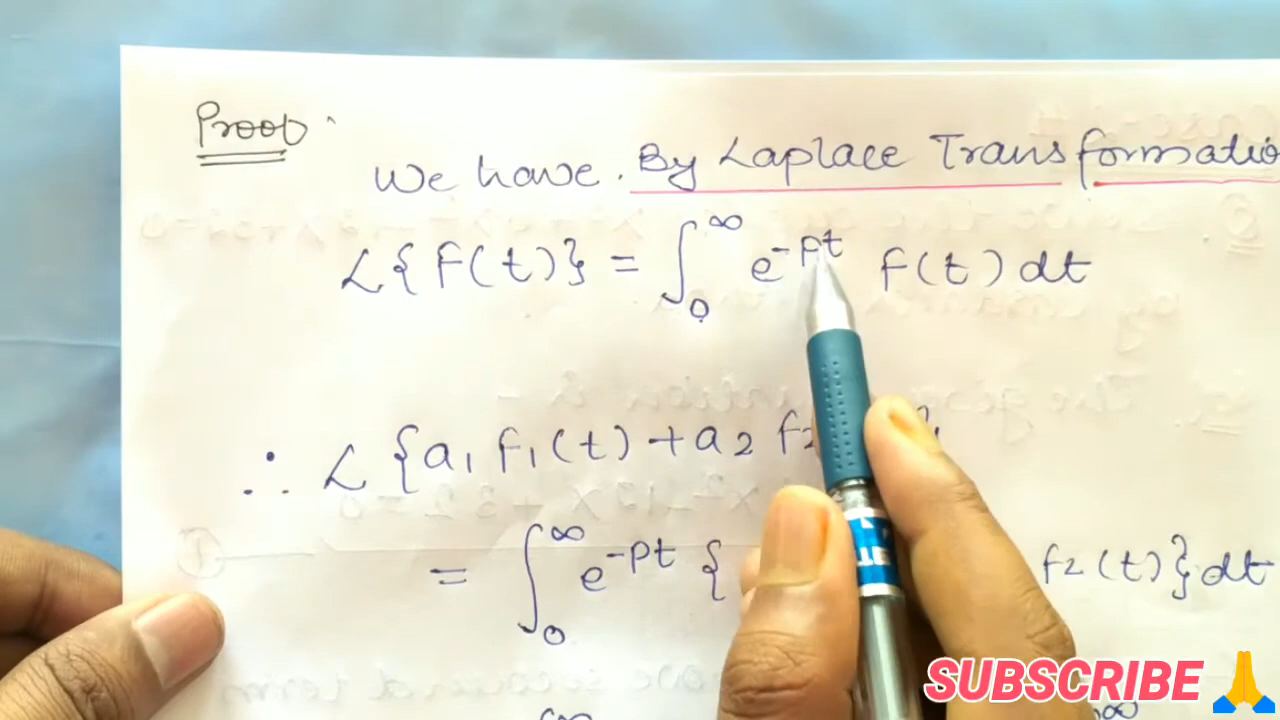 Proof
We have. By Laplace Transformatio
L{F(t)} = ∫₀^∞ e^-Pt F(t) dt
∴ L {a₁ F₁(t) + a₂ F₂
= ∫₀^∞ e^-Pt { F₂(t)} dt
∞ ∞
SUBSCRIBE 🙏